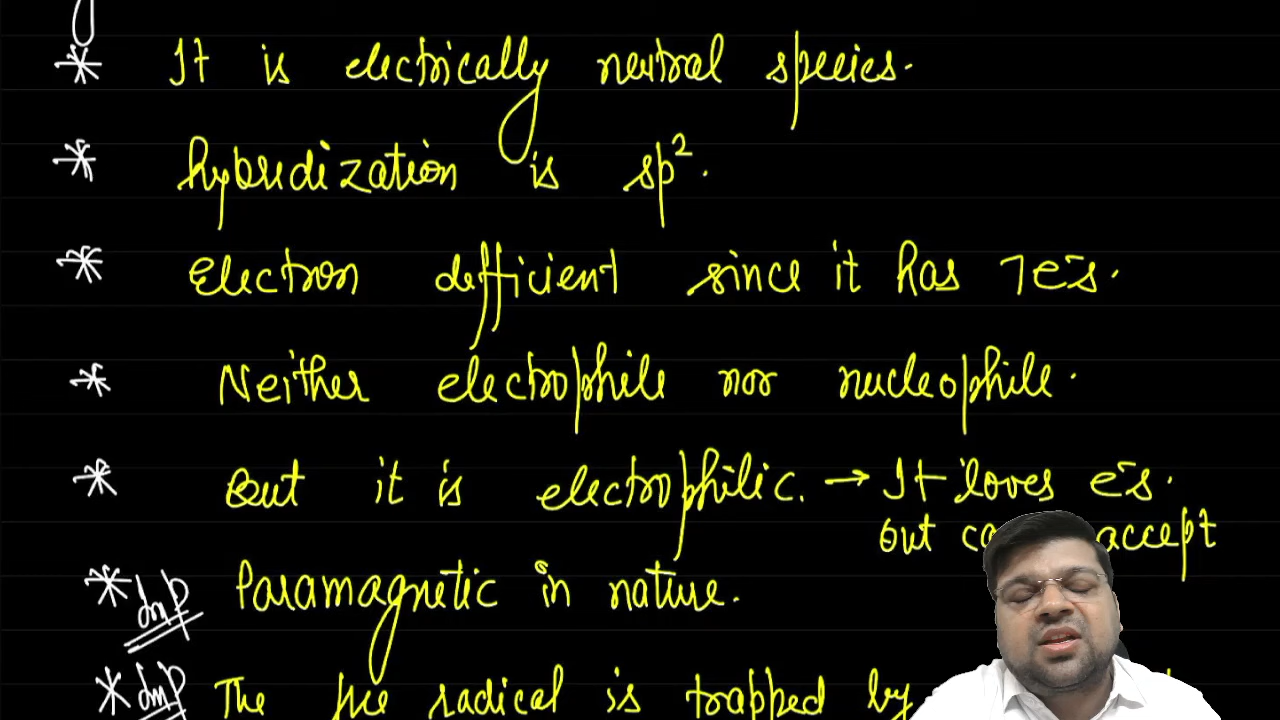 * It is electrically neutral species.
* hybridization is sp².
* Electron defficient since it has 7e⁻s.
* Neither electrophile nor nucleophile.
* But it is electrophilic. → It loves e⁻s.
but accept
* Imp Paramagnetic in nature.
* Imp The free radical is trapped by